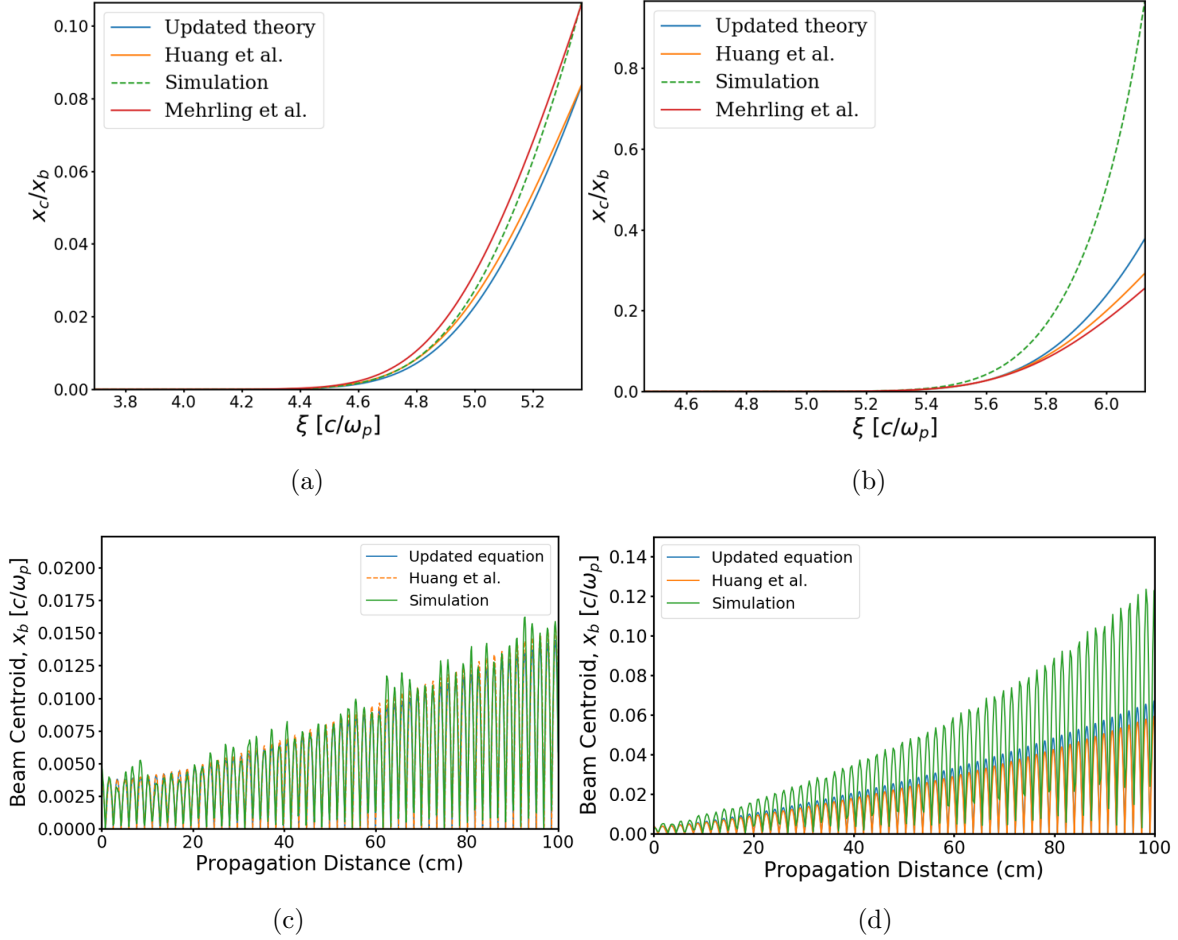 0.10
0.08
0.06
0.04
0.02
0.00
x_c/x_b
Updated theory
Huang et al.
Simulation
Mehrling et al.
3.8 4.0 4.2 4.4 4.6 4.8 5.0 5.2
ξ [c/ω_p]
(a)
0.8
0.6
0.4
0.2
0.0
x_c/x_b
Updated theory
Huang et al.
Simulation
Mehrling et al.
4.6 4.8 5.0 5.2 5.4 5.6 5.8 6.0
ξ [c/ω_p]
(b)
0.0200
0.0175
0.0150
0.0125
0.0100
0.0075
0.0050
0.0025
0.0000
Beam Centroid, x_b [c/ω_p]
Updated equation
Huang et al.
Simulation
0 20 40 60 80 100
Propagation Distance (cm)
(c)
0.14
0.12
0.10
0.08
0.06
0.04
0.02
0.00
Beam Centroid, x_b [c/ω_p]
Updated equation
Huang et al.
Simulation
0 20 40 60 80 100
Propagation Distance (cm)
(d)